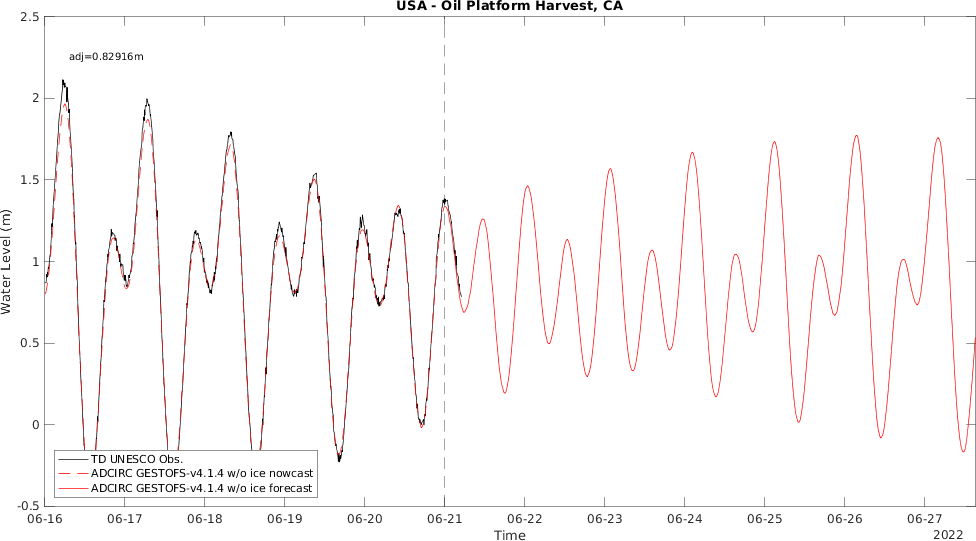 USA - Oil Platform Harvest, CA
2.5
adj=0.82916m
2
1.5
1
0.5
0
-0.5
Water Level (m)
TD UNESCO Obs.
ADCIRC GESTOFS-v4.1.4 w/o ice nowcast
ADCIRC GESTOFS-v4.1.4 w/o ice forecast
06-16 06-17 06-18 06-19 06-20 06-21 06-22 06-23 06-24 06-25 06-26 06-27
Time
2022